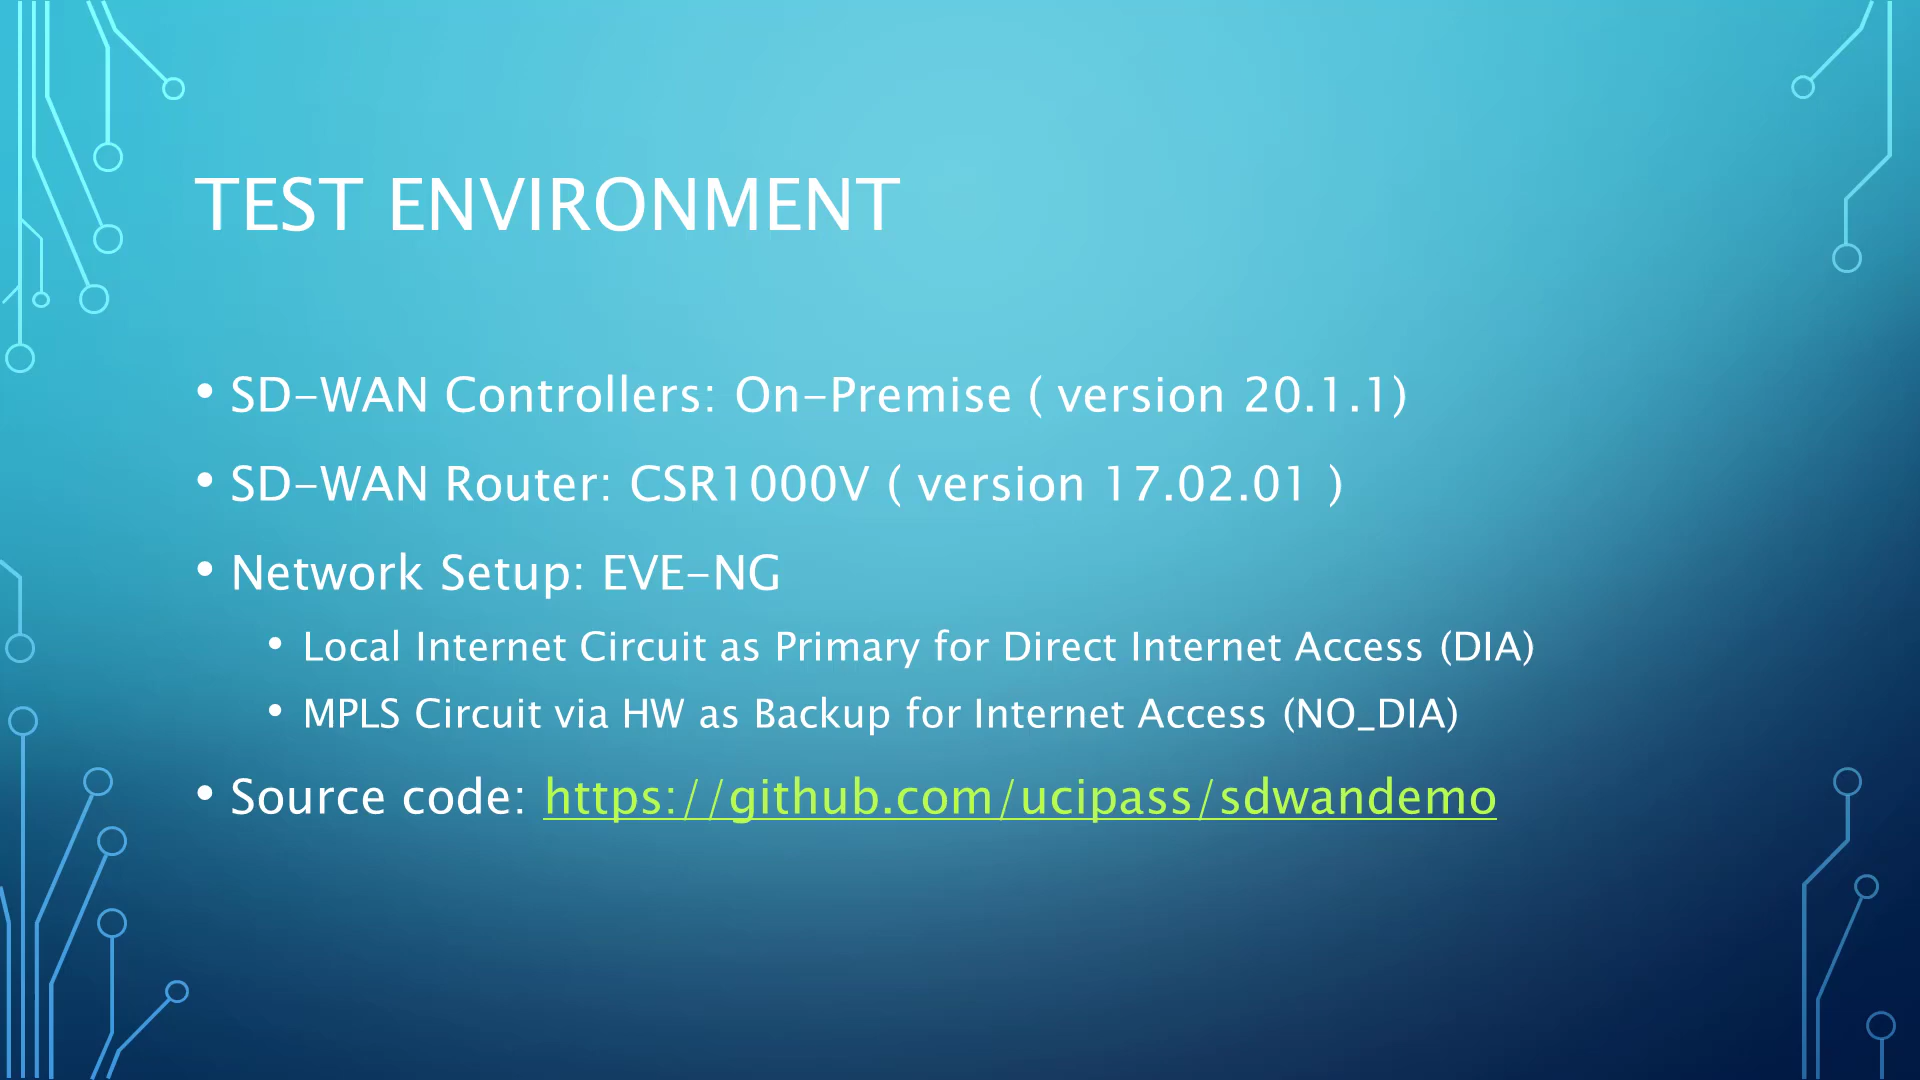 TEST ENVIRONMENT
• SD-WAN Controllers: On-Premise ( version 20.1.1)
• SD-WAN Router: CSR1000V ( version 17.02.01 )
• Network Setup: EVE-NG
• Local Internet Circuit as Primary for Direct Internet Access (DIA)
• MPLS Circuit via HW as Backup for Internet Access (NO_DIA)
• Source code: https://github.com/ucipass/sdwandemo